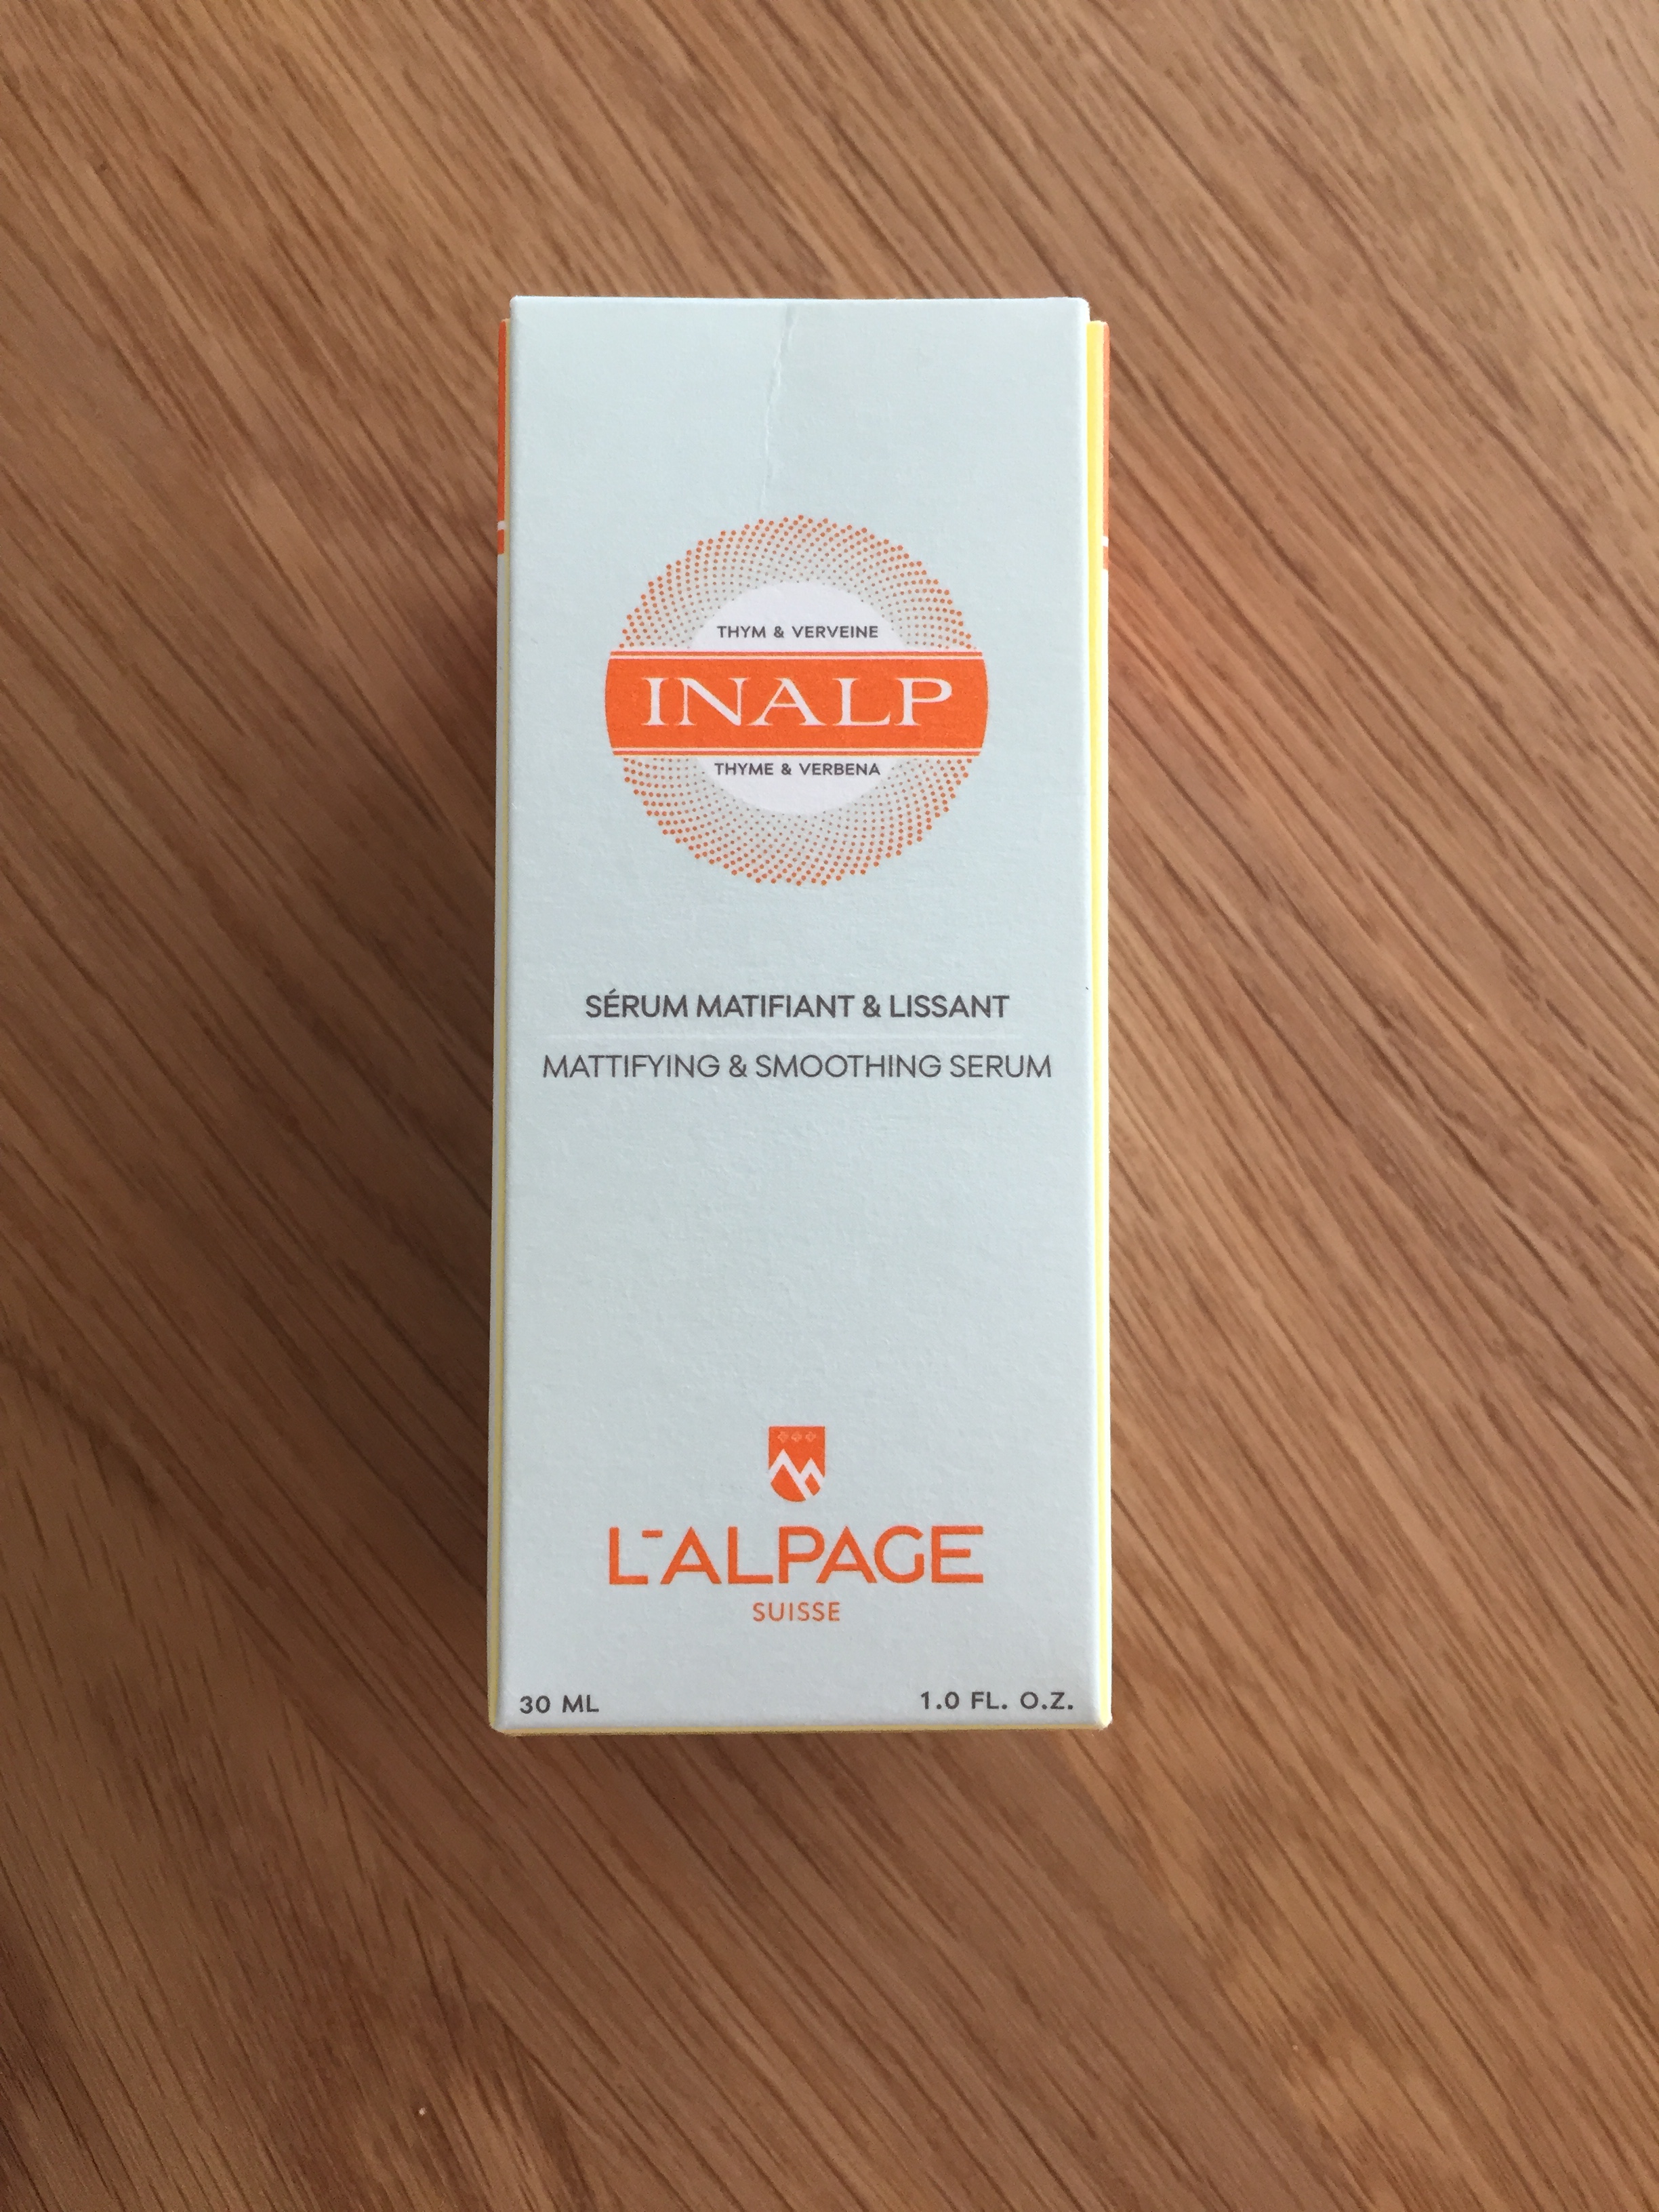 THYM & VERVEINE
INALP
THYME & VERBENA
SÉRUM MATIFIANT & LISSANT
MATTIFYING & SMOOTHING SERUM
L'ALPAGE
SUISSE
30 ML
1.0 FL. O.Z.